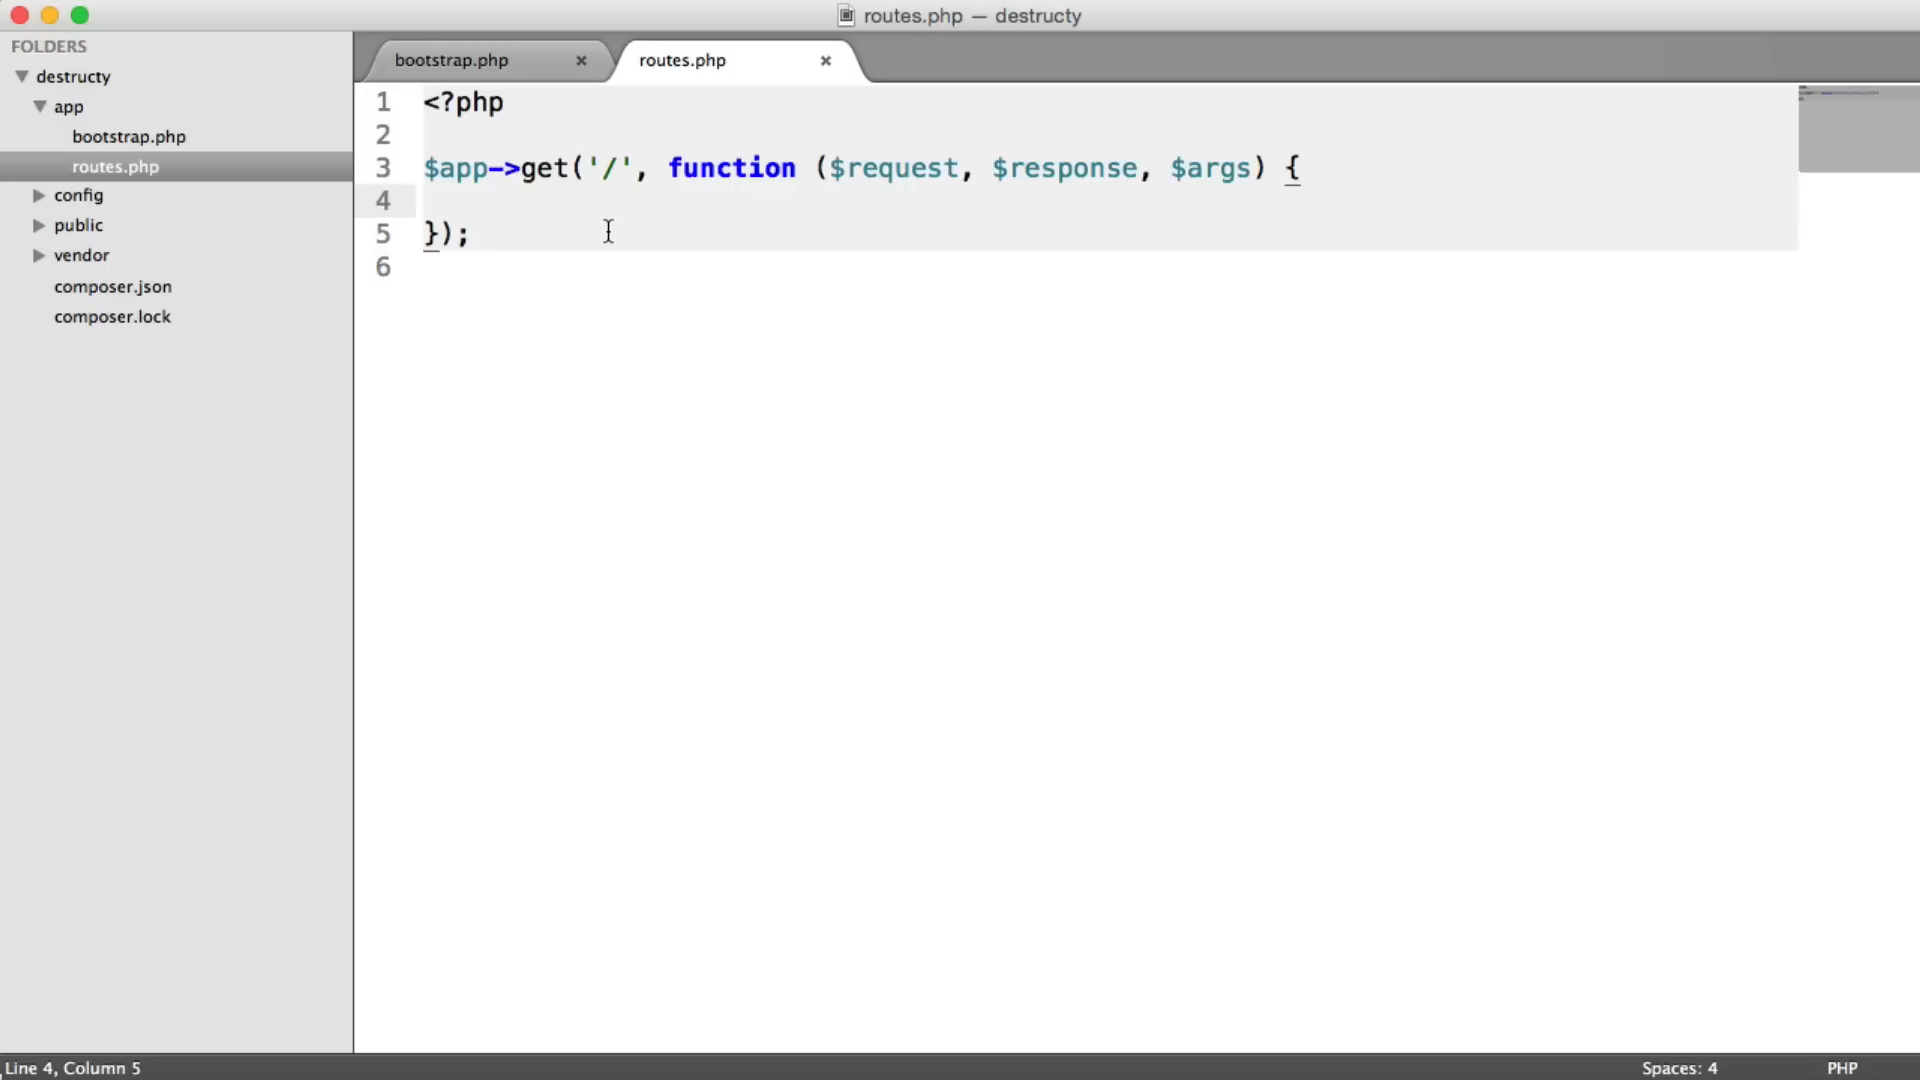 routes.php — destructy
FOLDERS
destructy
app
bootstrap.php
routes.php
config
public
vendor
composer.json
composer.lock
bootstrap.php ×
routes.php ×
1 <?php
2
3 $app->get('/', function ($request, $response, $args) {
4
5 });
6
Line 4, Column 5
Spaces: 4
PHP